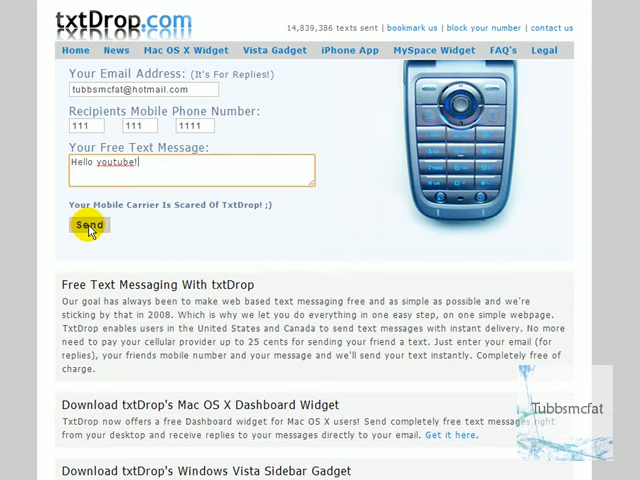 txtDrop.com
14,839,386 texts sent | bookmark us | block your number | contact us
Home | News | Mac OS X Widget | Vista Gadget | iPhone App | MySpace Widget | FAQ's | Legal
Your Email Address: (It's For Replies!)
tubbsmcfat@hotmail.com
Recipients Mobile Phone Number:
111 111 1111
Your Free Text Message:
Hello youtube!
Your Mobile Carrier Is Scared Of TxtDrop! ;)
Send
Free Text Messaging With txtDrop
Our goal has always been to make web based text messaging free and as simple as possible and we're
sticking by that in 2008. Which is why we let you do everything in one easy step, on one simple webpage.
TxtDrop enables users in the United States and Canada to send text messages with instant delivery. No more
need to pay your cellular provider up to 25 cents for sending your friend a text. Just enter your email (for
replies), your friends mobile number and your message and we'll send your text instantly. Completely free of
charge.
Tubbsmcfat
Download txtDrop's Mac OS X Dashboard Widget
TxtDrop now offers a free Dashboard widget for Mac OS X users! Send completely free text messages right
from your desktop and receive replies to your messages directly to your email. Get it here.
Download txtDrop's Windows Vista Sidebar Gadget